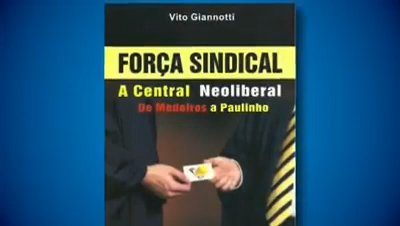 Vito Giannotti
FORÇA SINDICAL
A Central Neoliberal
De Medeiros a Paulinho